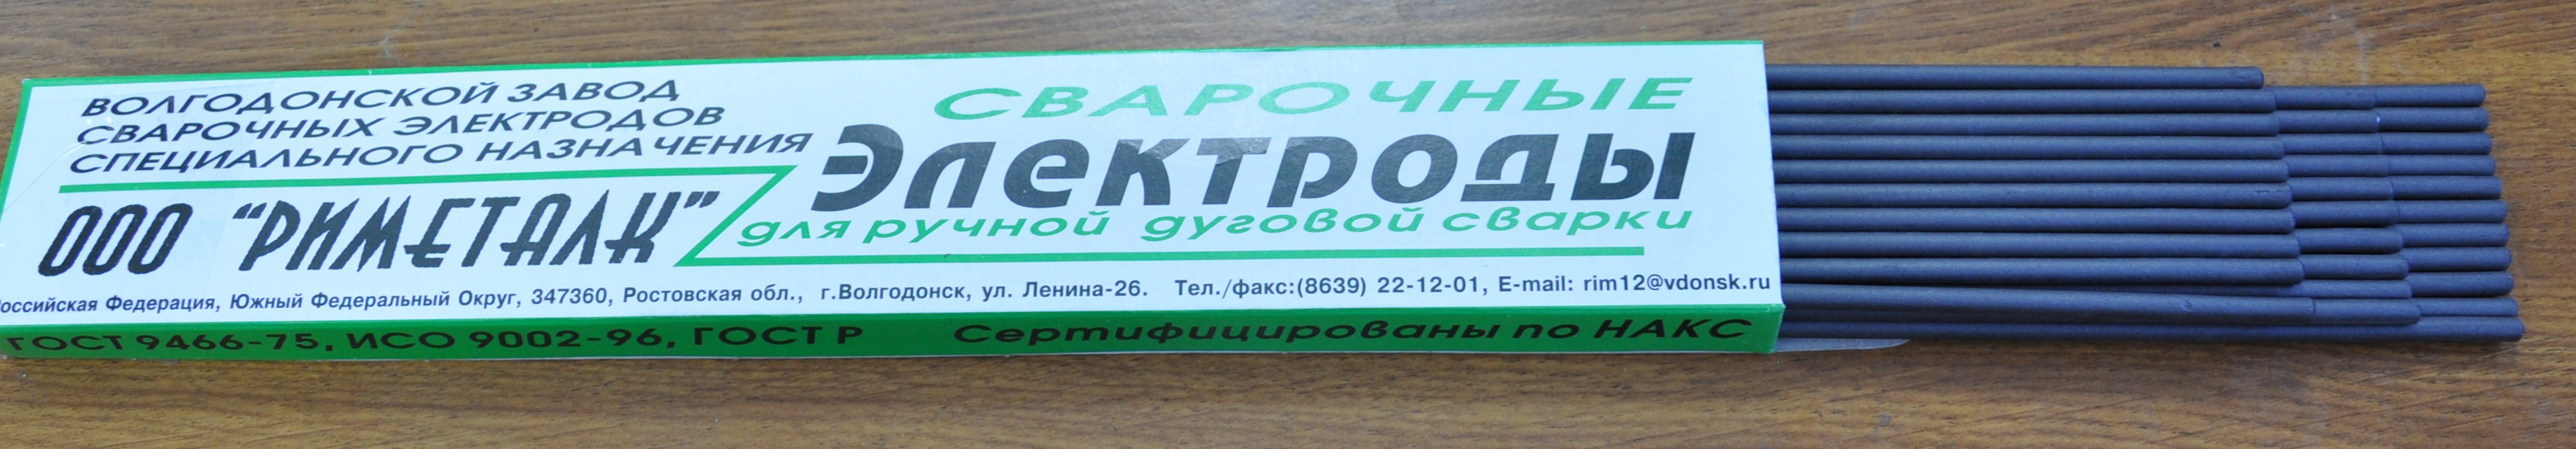 ВОЛГОДОНСКОЙ ЗАВОД
СВАРОЧНЫХ ЭЛЕКТРОДОВ
СПЕЦИАЛЬНОГО НАЗНАЧЕНИЯ
ООО "РИМЕТАЛК"
СВАРОЧНЫЕ
Электроды
для ручной дуговой сварки
оссийская Федерация, Южный Федеральный Округ, 347360, Ростовская обл., г.Волгодонск, ул. Ленина-26. Тел./факс:(8639) 22-12-01, E-mail: rim12@vdonsk.ru
ГОСТ 9466-75, ИСО 9002-96, ГОСТ Р Сертифицированы по НАКС